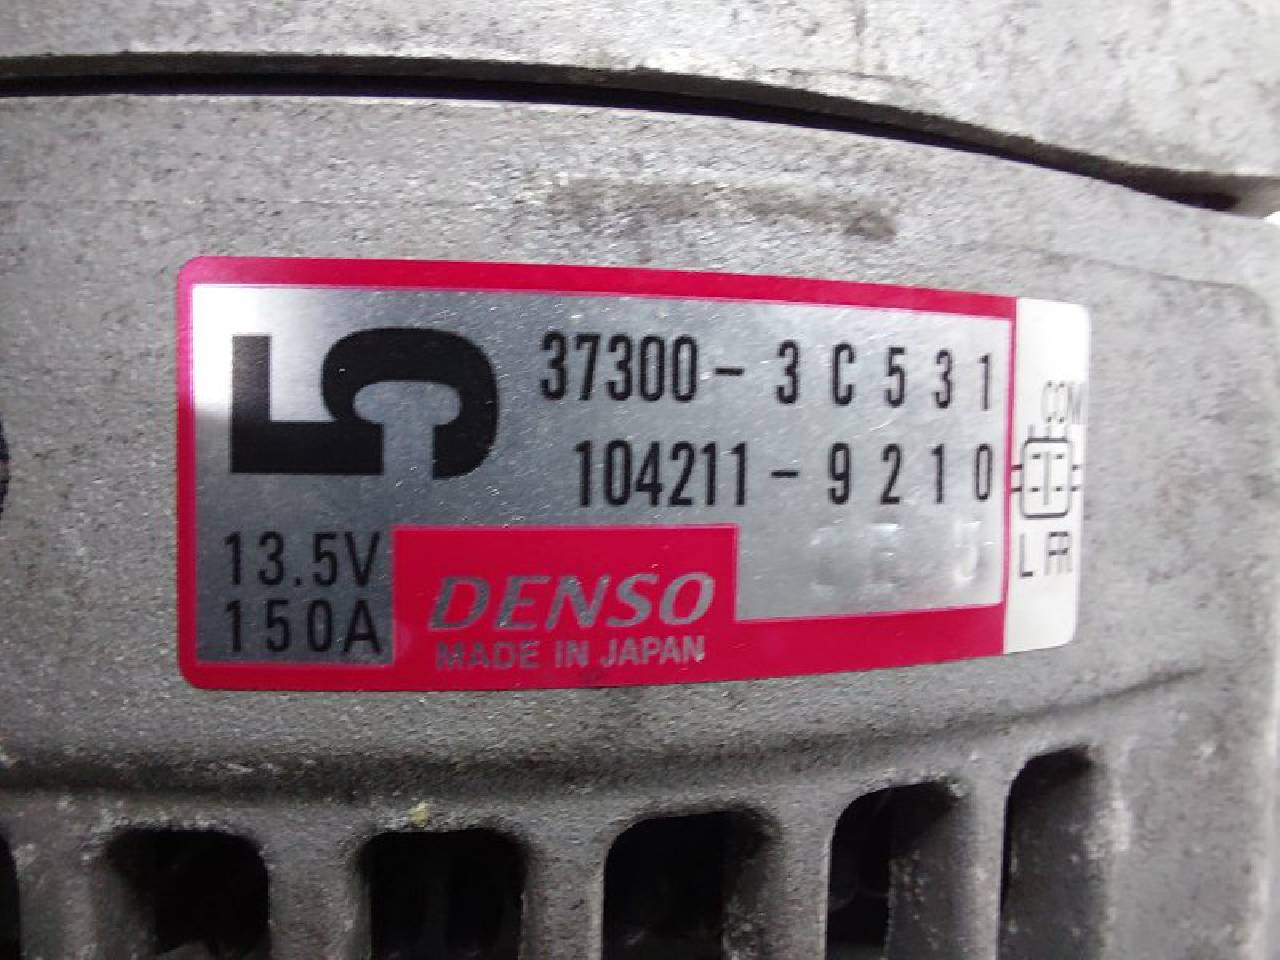 5
37300-3C531
104211-9210
13.5V
150A
DENSO
MADE IN JAPAN
COM
L FR